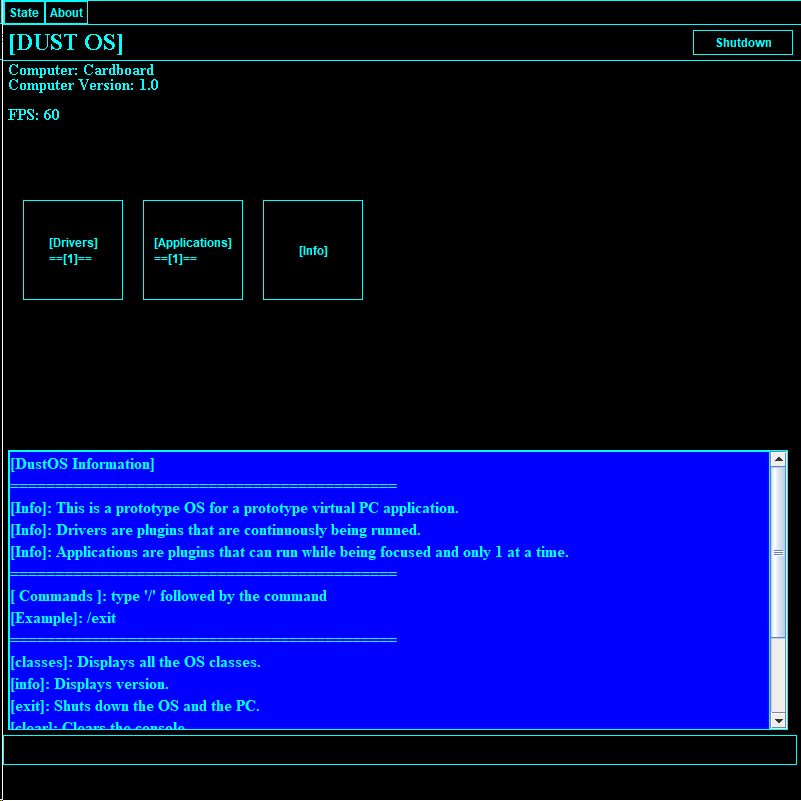 State About
[DUST OS]
Shutdown
Computer: Cardboard
Computer Version: 1.0
FPS: 60
[Drivers]
==[1]==
[Applications]
==[1]==
[Info]
[DustOS Information]
===========================================
[Info]: This is a prototype OS for a prototype virtual PC application.
[Info]: Drivers are plugins that are continuously being runned.
[Info]: Applications are plugins that can run while being focused and only 1 at a time.
===========================================
[ Commands ]: type '/' followed by the command
[Example]: /exit
===========================================
[classes]: Displays all the OS classes.
[info]: Displays version.
[exit]: Shuts down the OS and the PC.
[clear]: Clears the console.